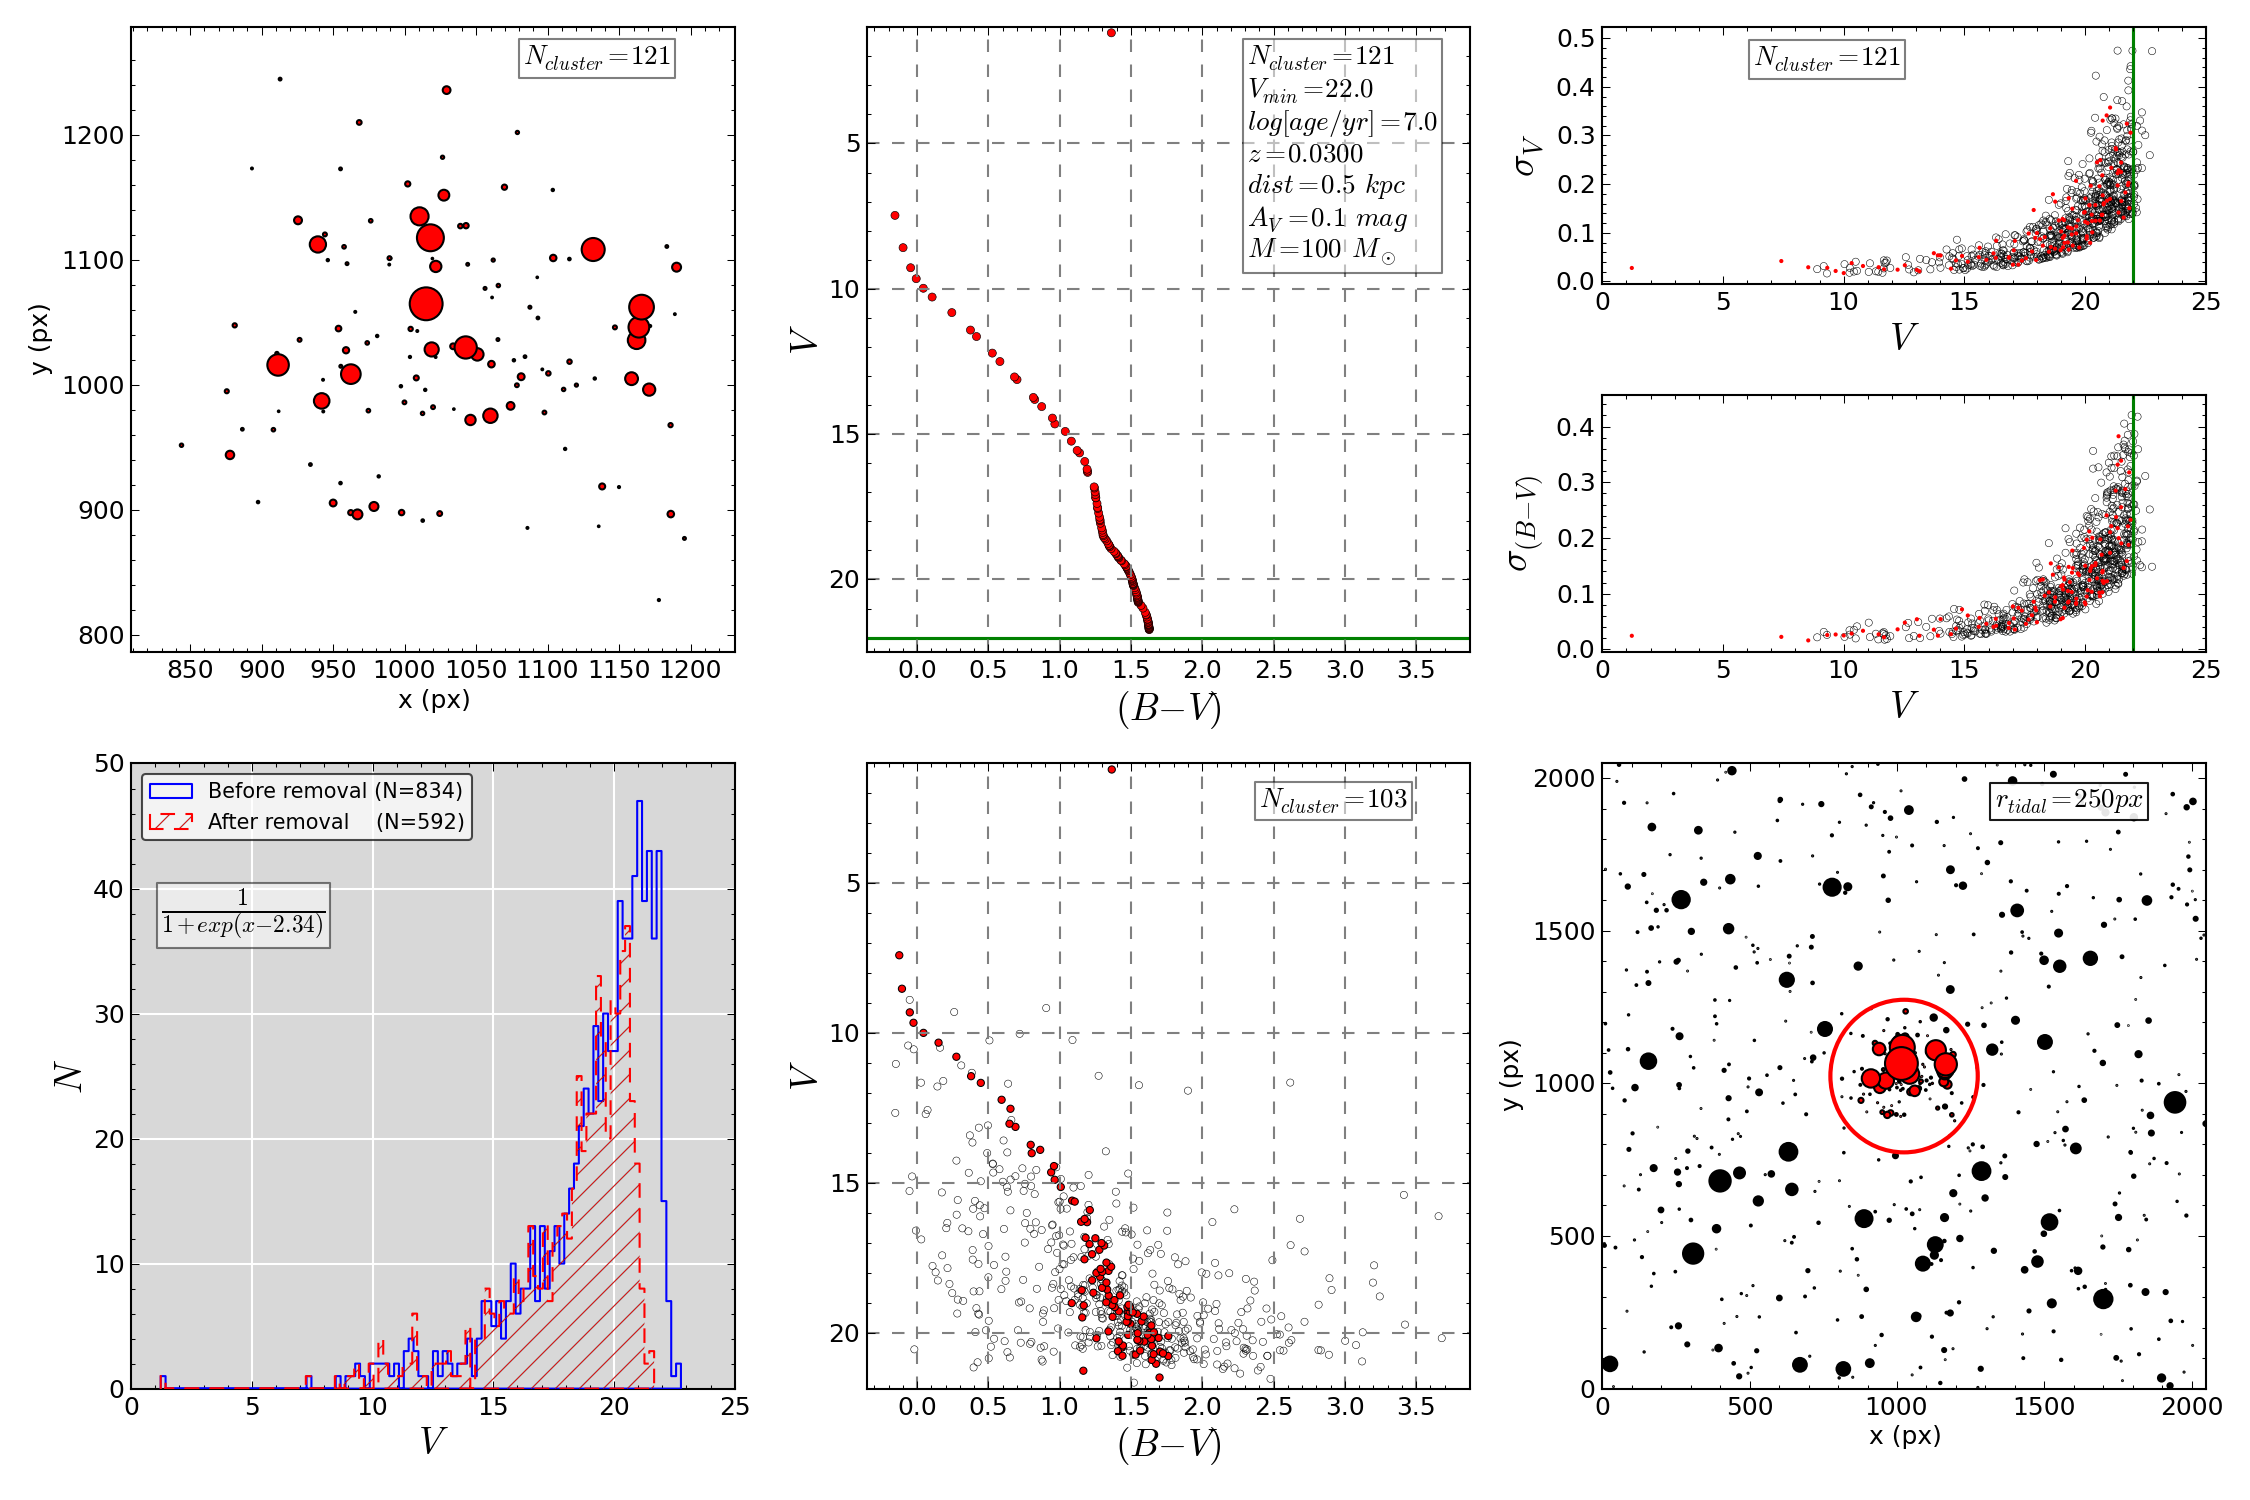 N_cluster=121
1200
1100
1000
900
800
y (px)
850 900 950 1000 1050 1100 1150 1200
x (px)
N_cluster=121
V_min=22.0
log[age/yr]=7.0
z=0.0300
dist=0.5 kpc
A_V=0.1 mag
M=100 M_⊙
5
10
15
20
V
0.0 0.5 1.0 1.5 2.0 2.5 3.0 3.5
(B−V)
N_cluster=121
0.5
0.4
0.3
0.2
0.1
0.0
σ_V
0 5 10 15 20 25
V
0.4
0.3
0.2
0.1
0.0
σ_(B−V)
0 5 10 15 20 25
V
Before removal (N=834)
After removal (N=592)
1
1+exp(x−2.34)
50
40
30
20
10
0
N
0 5 10 15 20 25
V
N_cluster=103
5
10
15
20
V
0.0 0.5 1.0 1.5 2.0 2.5 3.0 3.5
(B−V)
r_tidal=250px
2000
1500
1000
500
0
y (px)
0 500 1000 1500 2000
x (px)